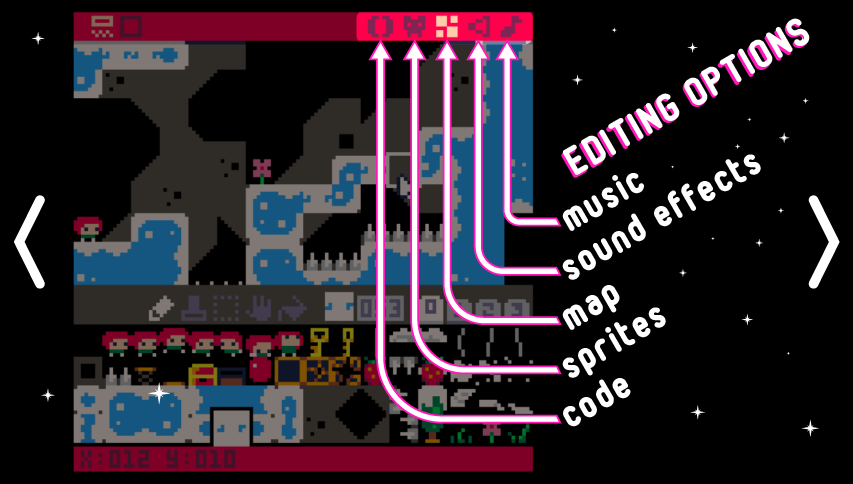 EDITING OPTIONS
music
sound effects
map
sprites
code
X:012 Y:010